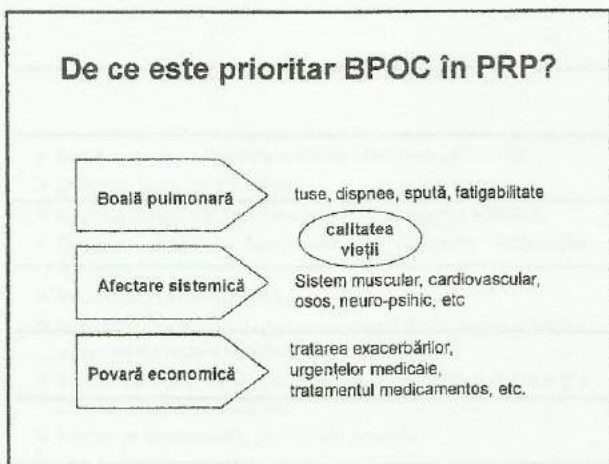 De ce este prioritar BPOC în PRP?
Boală pulmonară
tuse, dispnee, spută, fatigabilitate
calitatea
vieții
Afectare sistemică
Sistem muscular, cardiovascular,
osos, neuro-psihic, etc
Povară economică
tratarea exacerbărilor,
urgențelor medicale,
tratamentul medicamentos, etc.